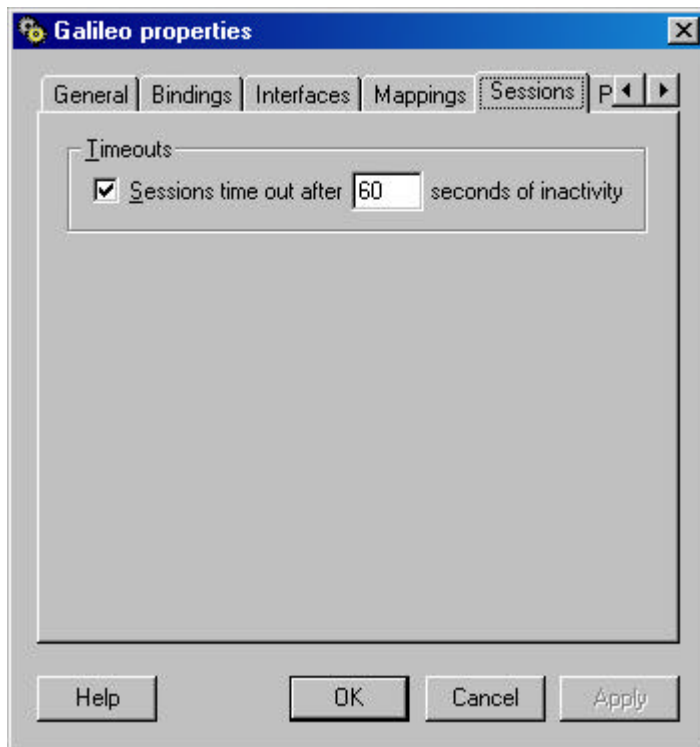 Galileo properties
General Bindings Interfaces Mappings Sessions P
Timeouts
Sessions time out after 60 seconds of inactivity
Help OK Cancel Apply